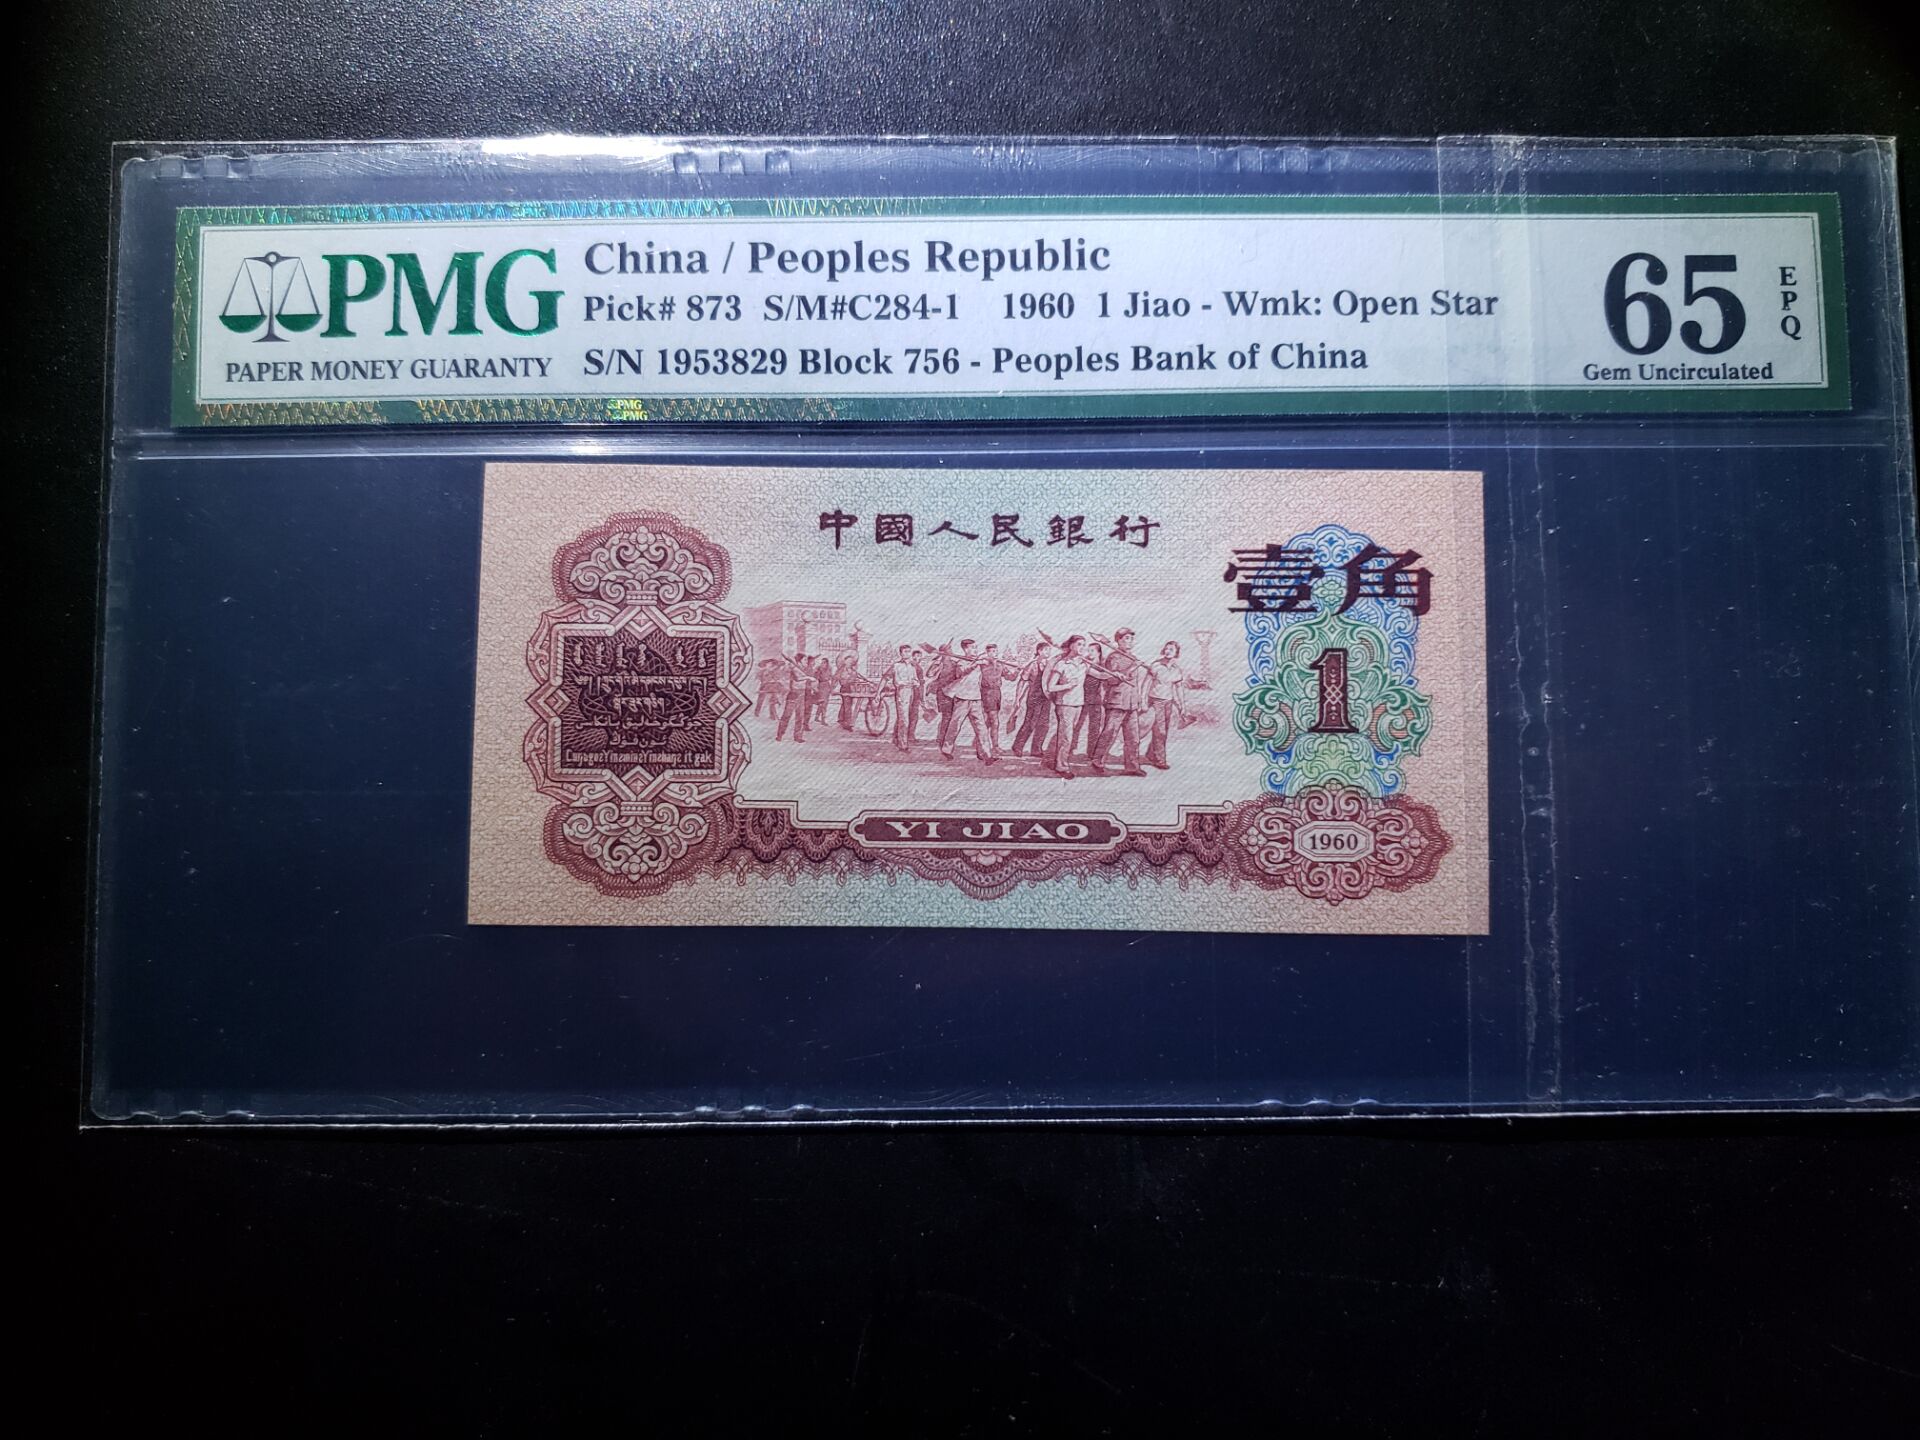 PMG
PAPER MONEY GUARANTY
China / Peoples Republic
Pick# 873 S/M#C284-1 1960 1 Jiao - Wmk: Open Star
S/N 1953829 Block 756 - Peoples Bank of China
65
EPQ
Gem Uncirculated
PMG
PMG
中國人民銀行
壹角
1
YI JIAO
1960